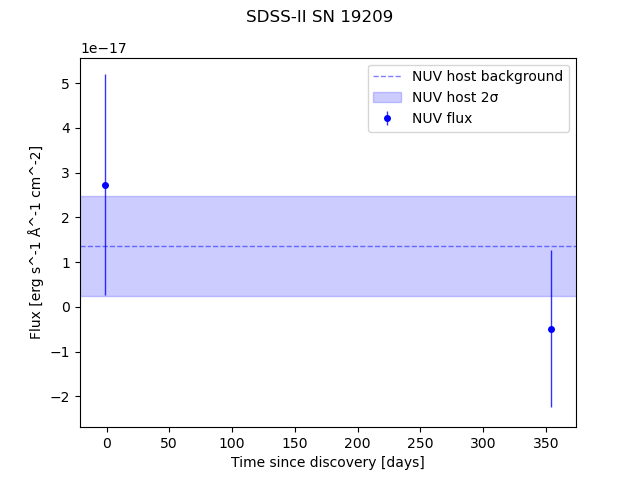 SDSS-II SN 19209
1e−17
NUV host background
NUV host 2σ
NUV flux
5
4
3
2
1
0
−1
−2
Flux [erg s^-1 Å^-1 cm^-2]
0 50 100 150 200 250 300 350
Time since discovery [days]